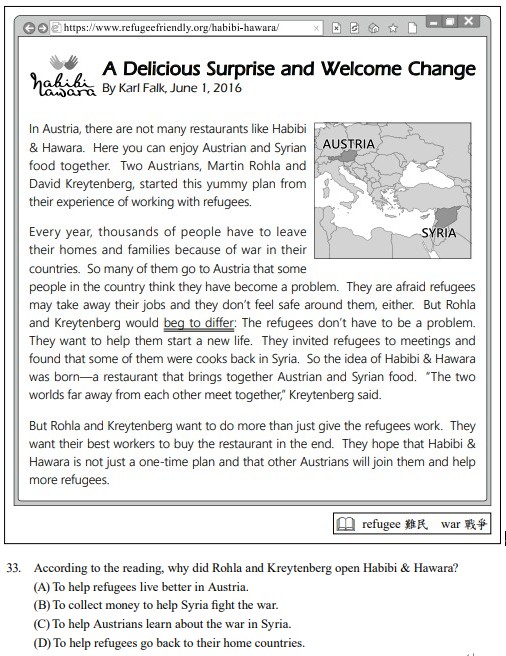 https://www.refugeefriendly.org/habibi-hawara/
habibi
hawara
A Delicious Surprise and Welcome Change
By Karl Falk, June 1, 2016
In Austria, there are not many restaurants like Habibi
& Hawara. Here you can enjoy Austrian and Syrian
food together. Two Austrians, Martin Rohla and
David Kreytenberg, started this yummy plan from
their experience of working with refugees.
AUSTRIA
SYRIA
Every year, thousands of people have to leave
their homes and families because of war in their
countries. So many of them go to Austria that some
people in the country think they have become a problem. They are afraid refugees
may take away their jobs and they don't feel safe around them, either. But Rohla
and Kreytenberg would beg to differ: The refugees don't have to be a problem.
They want to help them start a new life. They invited refugees to meetings and
found that some of them were cooks back in Syria. So the idea of Habibi & Hawara
was born—a restaurant that brings together Austrian and Syrian food. "The two
worlds far away from each other meet together," Kreytenberg said.
But Rohla and Kreytenberg want to do more than just give the refugees work. They
want their best workers to buy the restaurant in the end. They hope that Habibi &
Hawara is not just a one-time plan and that other Austrians will join them and help
more refugees.
refugee 難民 war 戰爭
33. According to the reading, why did Rohla and Kreytenberg open Habibi & Hawara?
(A) To help refugees live better in Austria.
(B) To collect money to help Syria fight the war.
(C) To help Austrians learn about the war in Syria.
(D) To help refugees go back to their home countries.